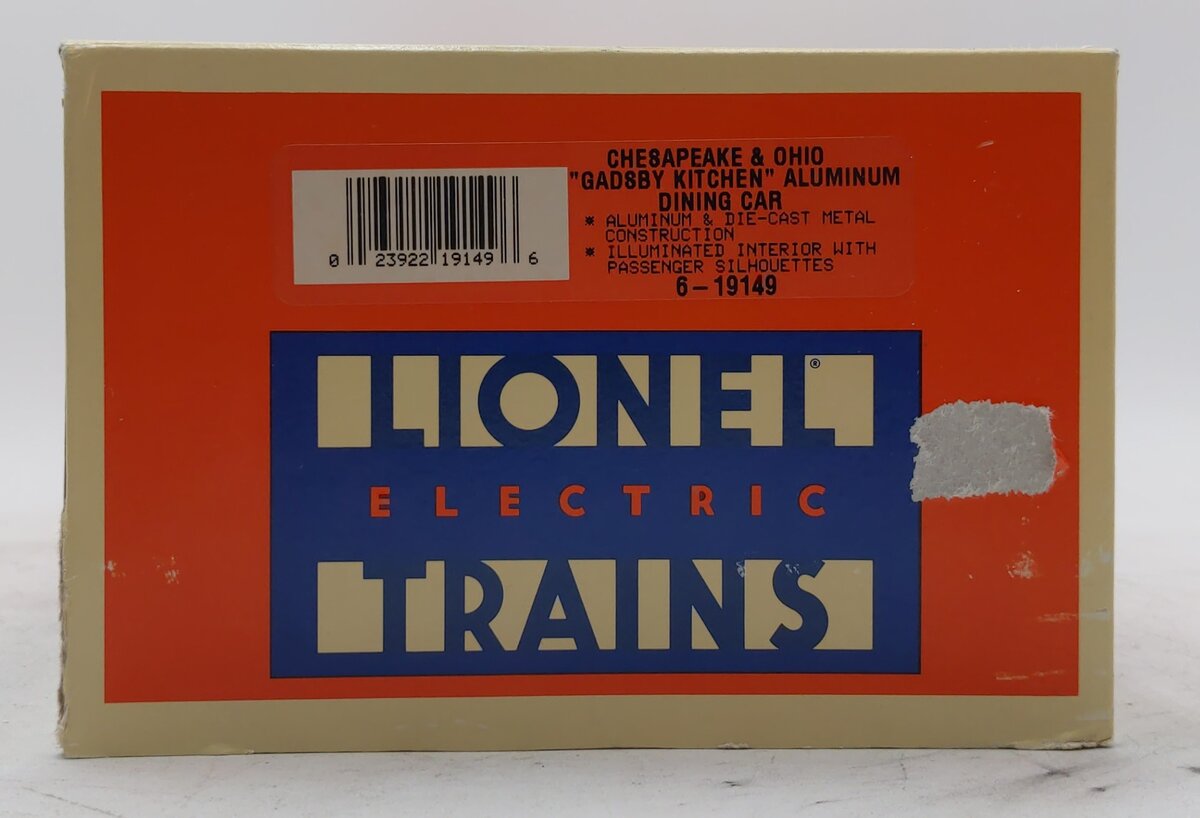 CHESAPEAKE & OHIO
"GADSBY KITCHEN" ALUMINUM
DINING CAR
* ALUMINUM & DIE-CAST METAL
CONSTRUCTION
* ILLUMINATED INTERIOR WITH
PASSENGER SILHOUETTES
6-19149
0 23922 19149 6
LIONEL®
ELECTRIC
TRAINS